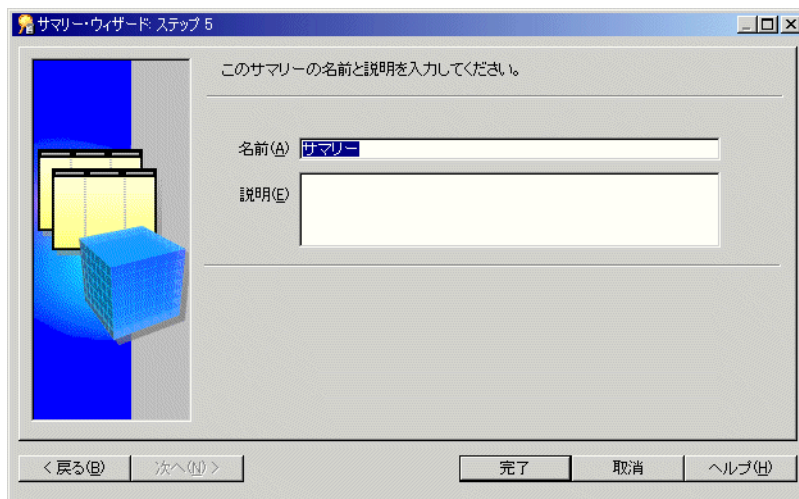 サマリー・ウィザード: ステップ 5
このサマリーの名前と説明を入力してください。
名前(A) サマリー
説明(E)
< 戻る(B) 次へ(N) > 完了 取消 ヘルプ(H)